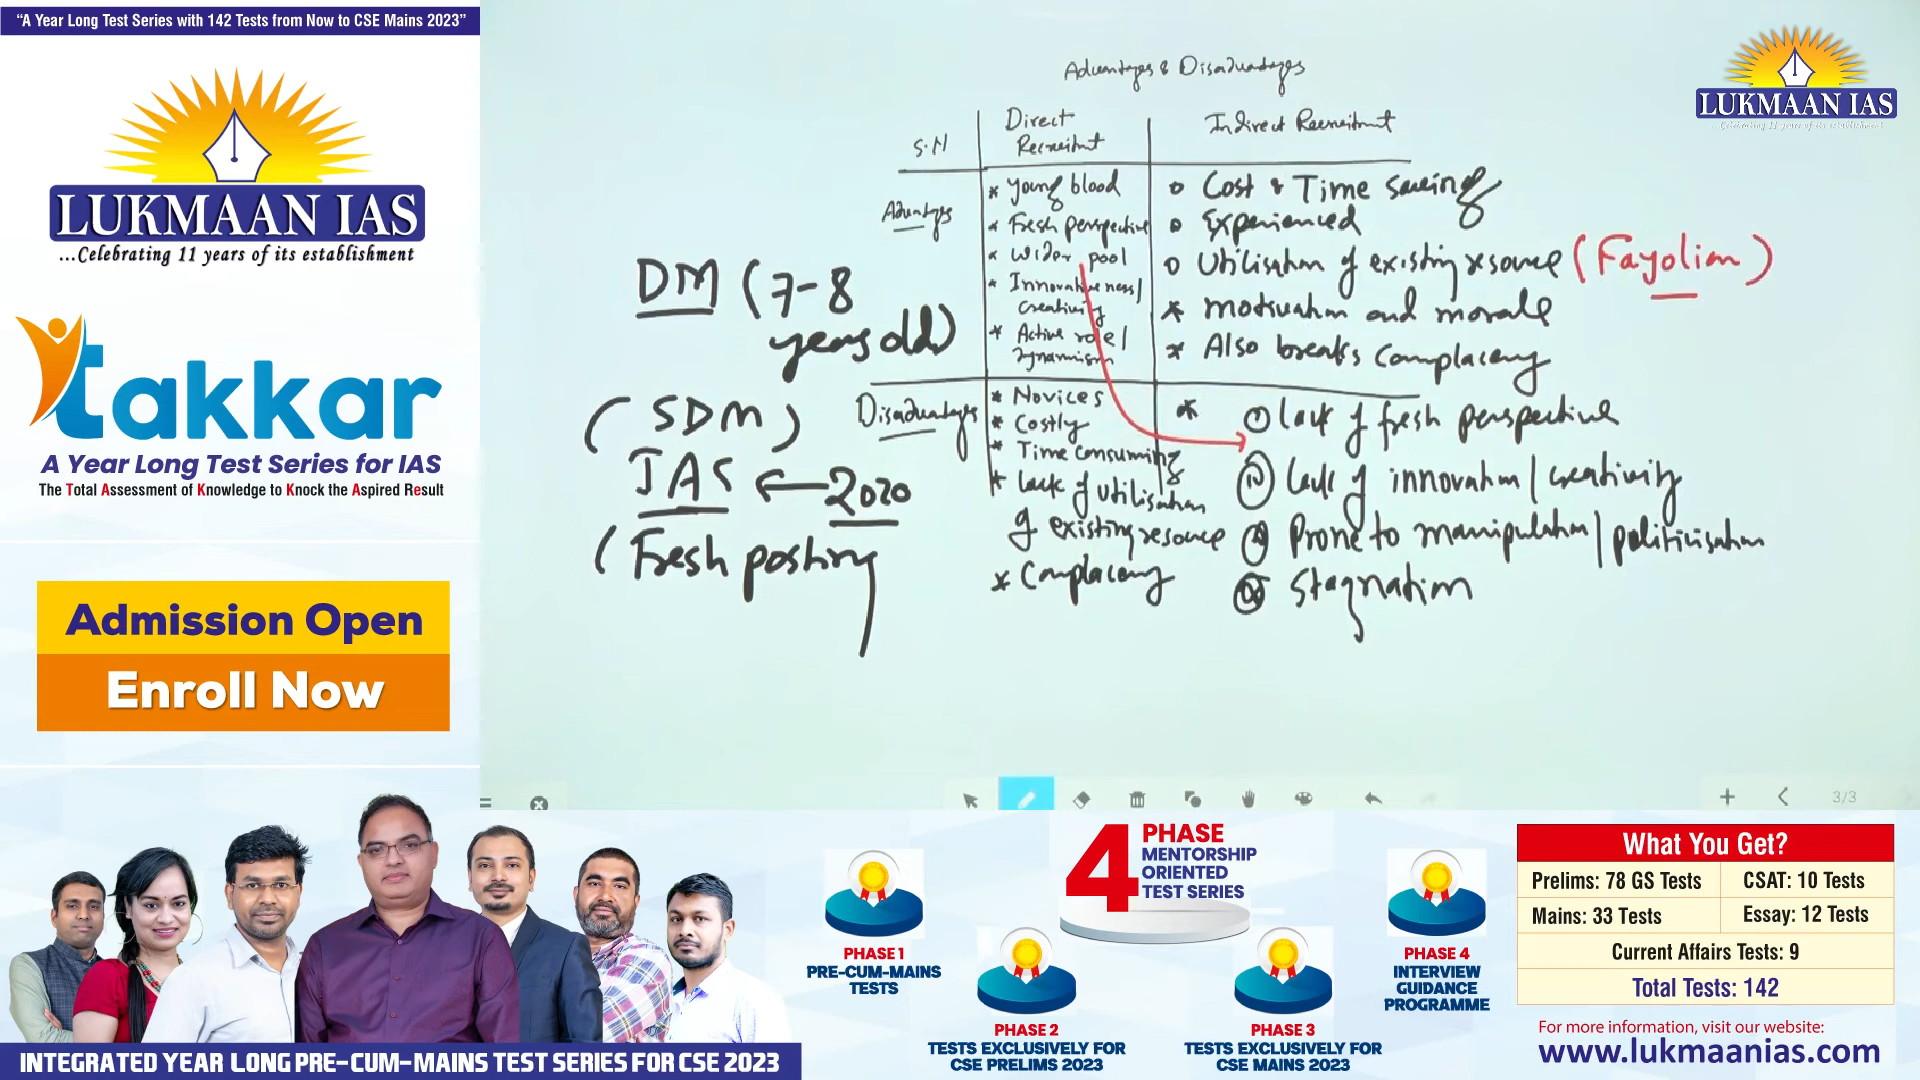 “A Year Long Test Series with 142 Tests from Now to CSE Mains 2023”
LUKMAAN IAS
...Celebrating 11 years of its establishment
takkar
A Year Long Test Series for IAS
The Total Assessment of Knowledge to Knock the Aspired Result
Admission Open
Enroll Now
LUKMAAN IAS
...Celebrating 11 years of its establishment
Advantages & Disadvantages
S.N
Direct
Recruitment
Indirect Recruitment
Advantages
* Young blood
* Fresh perspective
* Wider pool
* Innovativeness/
creativity
* Active role/
dynamism
o Cost & Time saving
o Experienced
o Utilisation of existing resource (Fayolian)
* motivation and morale
* Also breaks complacency
Disadvantages
* Novices
* Costly
* Time consuming
* lack of utilisation
of existing resource
* Complacency
*
lack of fresh perspective
Lack of innovation/creativity
Prone to manipulation/politicisation
Stagnation
DM (7-8
years old)
(SDM)
IAS ← 2020
(Fresh posting
3/3
4 PHASE
MENTORSHIP
ORIENTED
TEST SERIES
PHASE 1
PRE-CUM-MAINS
TESTS
PHASE 2
TESTS EXCLUSIVELY FOR
CSE PRELIMS 2023
PHASE 3
TESTS EXCLUSIVELY FOR
CSE MAINS 2023
PHASE 4
INTERVIEW
GUIDANCE
PROGRAMME
What You Get?
Prelims: 78 GS Tests
CSAT: 10 Tests
Mains: 33 Tests
Essay: 12 Tests
Current Affairs Tests: 9
Total Tests: 142
For more information, visit our website:
www.lukmaanias.com
INTEGRATED YEAR LONG PRE-CUM-MAINS TEST SERIES FOR CSE 2023